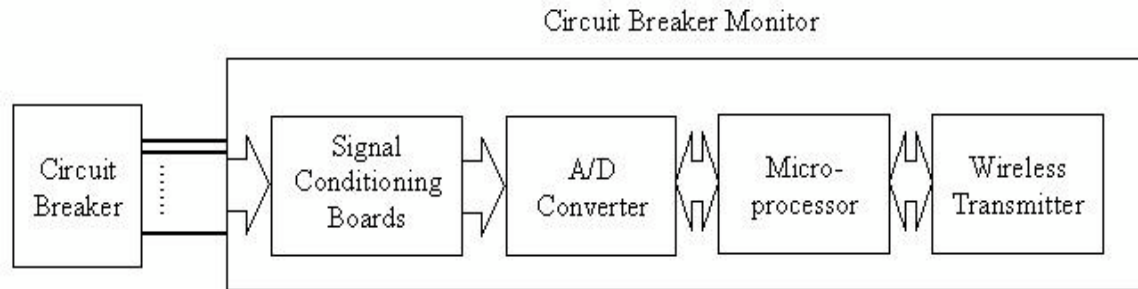 Circuit Breaker Monitor
Circuit
Breaker
Signal
Conditioning
Boards
A/D
Converter
Micro-
processor
Wireless
Transmitter